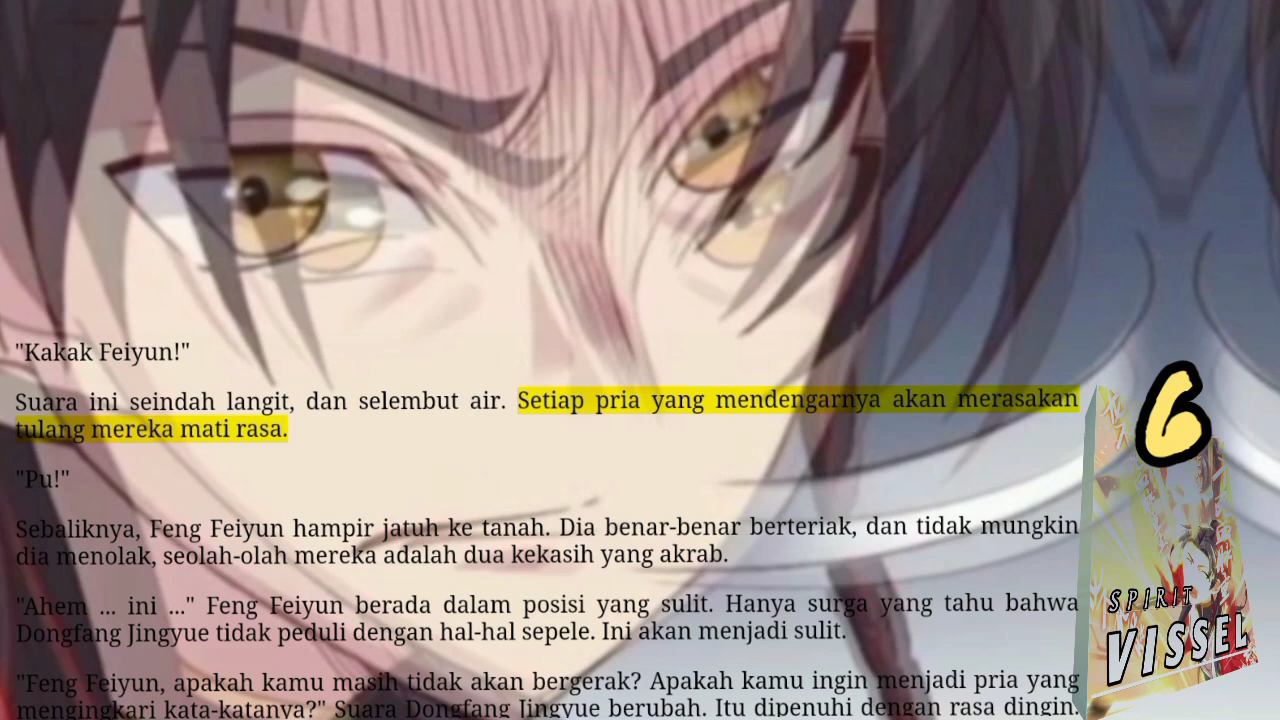 "Kakak Feiyun!"
Suara ini seindah langit, dan selembut air. Setiap pria yang mendengarnya akan merasakan
tulang mereka mati rasa.
"Pu!"
Sebaliknya, Feng Feiyun hampir jatuh ke tanah. Dia benar-benar berteriak, dan tidak mungkin
dia menolak, seolah-olah mereka adalah dua kekasih yang akrab.
"Ahem ... ini ..." Feng Feiyun berada dalam posisi yang sulit. Hanya surga yang tahu bahwa
Dongfang Jingyue tidak peduli dengan hal-hal sepele. Ini akan menjadi sulit.
"Feng Feiyun, apakah kamu masih tidak akan bergerak? Apakah kamu ingin menjadi pria yang
mengingkari kata-katanya?" Suara Dongfang Jingyue berubah. Itu dipenuhi dengan rasa dingin.
6
SPIRIT
VISSEL